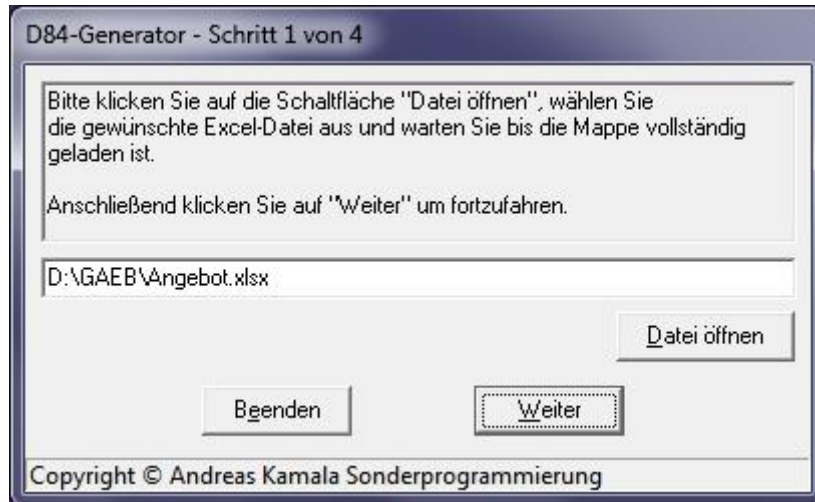 D84-Generator - Schritt 1 von 4
Bitte klicken Sie auf die Schaltfläche "Datei öffnen", wählen Sie
die gewünschte Excel-Datei aus und warten Sie bis die Mappe vollständig
geladen ist.
Anschließend klicken Sie auf "Weiter" um fortzufahren.
D:\GAEB\Angebot.xlsx
Datei öffnen
Beenden
Weiter
Copyright © Andreas Kamala Sonderprogrammierung